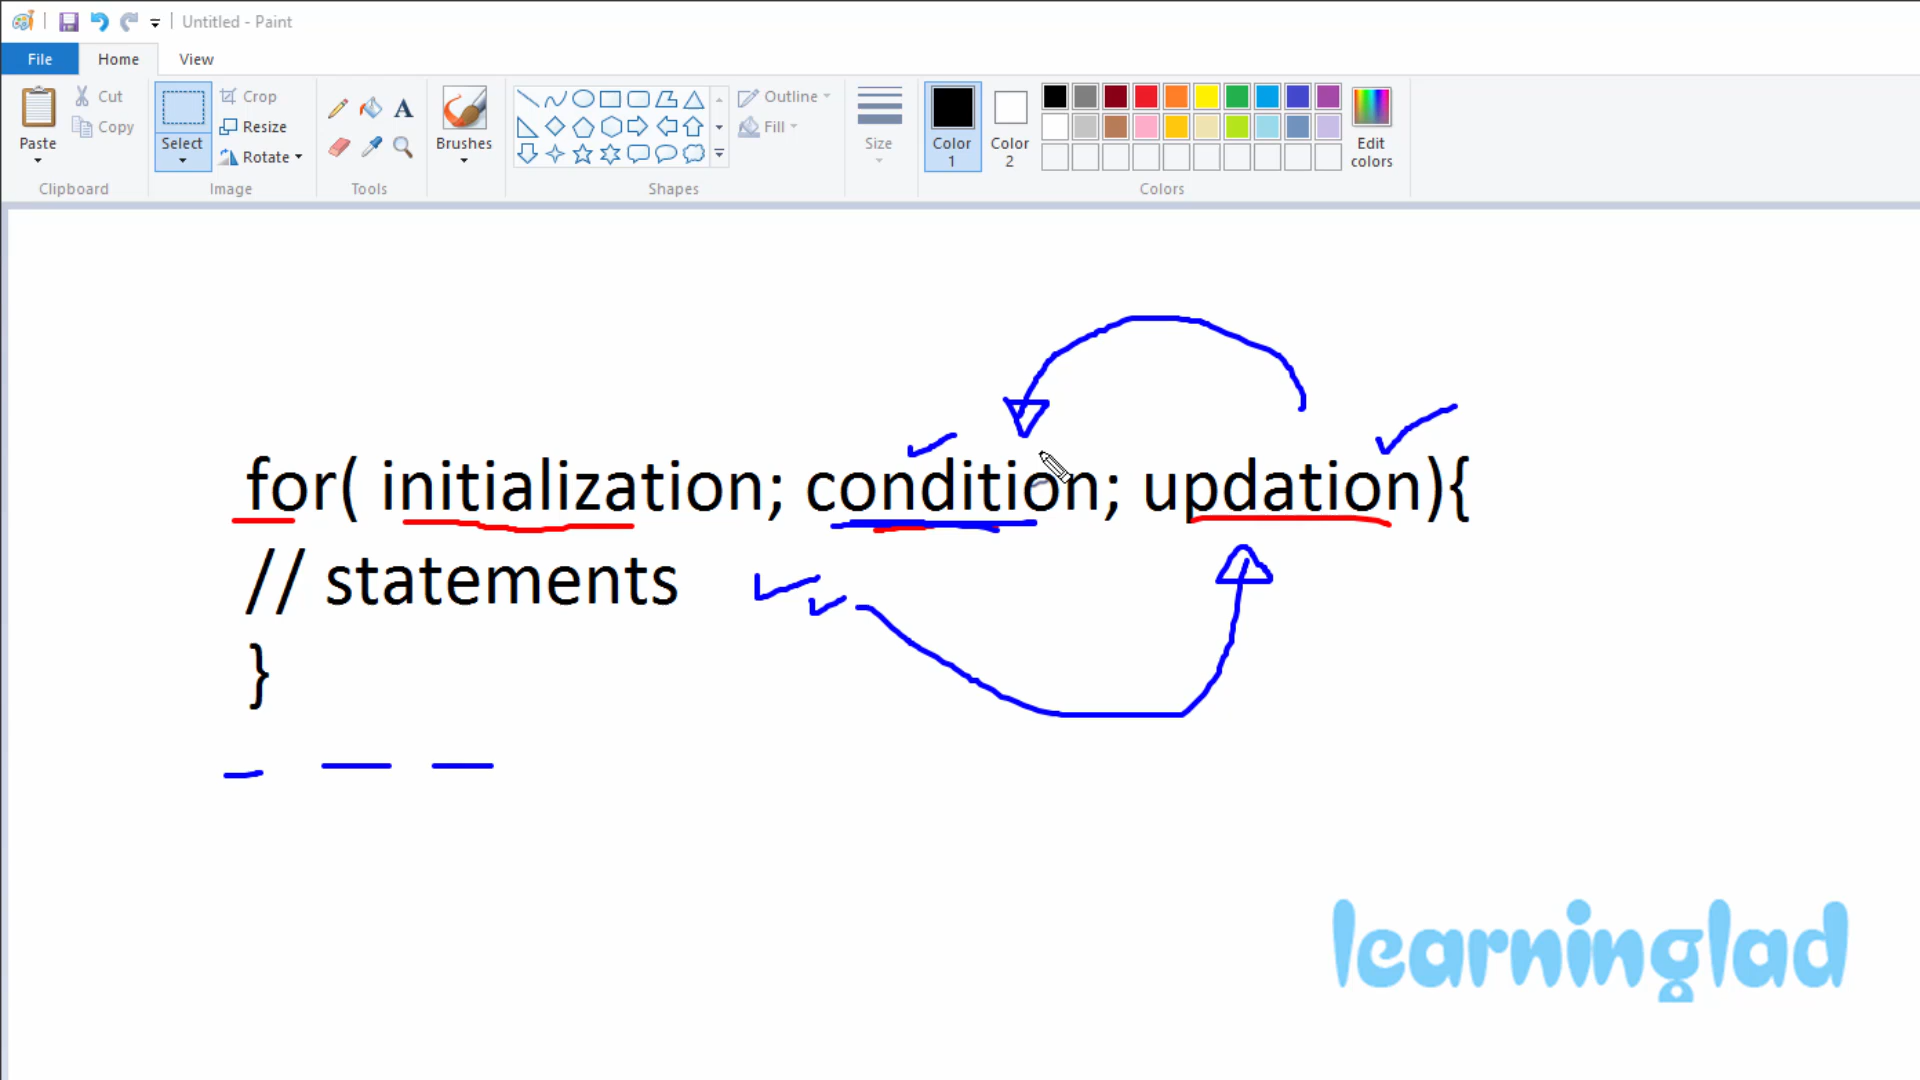 Untitled - Paint
File Home View
Paste
Cut
Copy
Clipboard
Select
Crop
Resize
Rotate
Image
A
Tools
Brushes
Outline
Fill
Shapes
Size
Color 1
Color 2
Edit colors
Colors
for( initialization; condition; updation){
// statements
}
learninglad